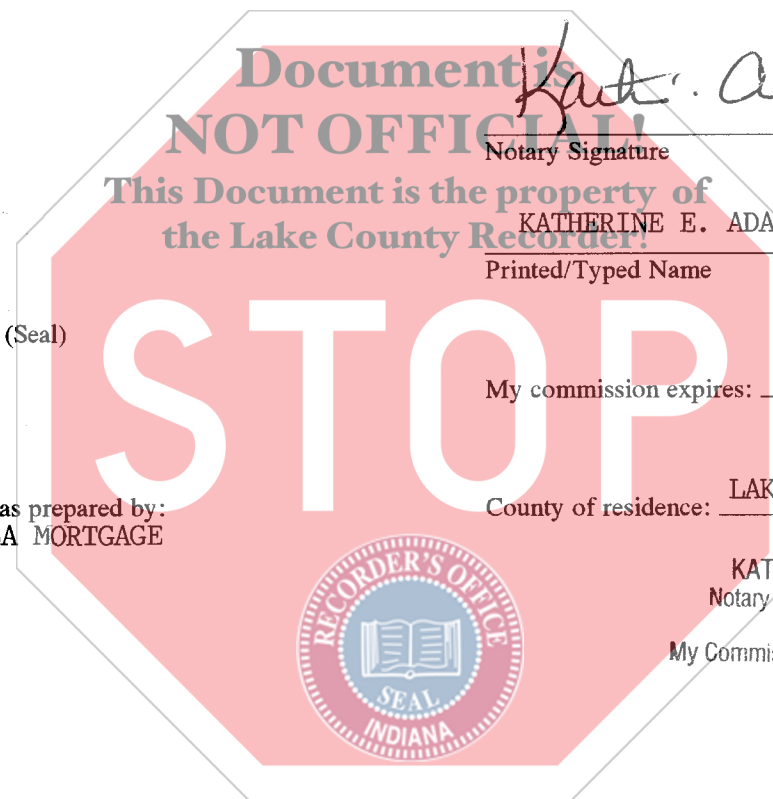 Document is
NOT OFFICIAL!
Notary Signature
This Document is the property of
the Lake County Recorder!
KATHERINE E. ADA
Printed/Typed Name
STOP
(Seal)
My commission expires:
as prepared by:
A MORTGAGE
County of residence: LAK
KAT
Notary
My Commis
RECORDER'S OFFICE
SEAL
INDIANA